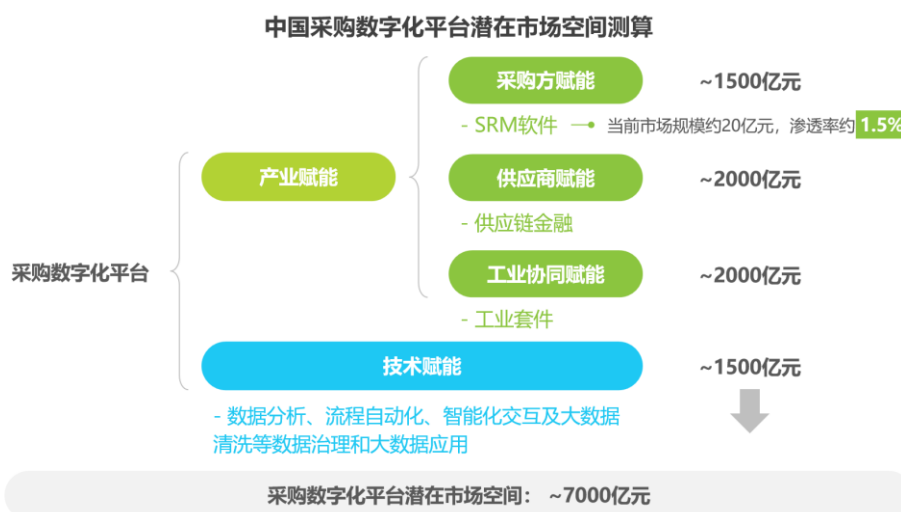 中国采购数字化平台潜在市场空间测算
采购方赋能
~1500亿元
- SRM软件
当前市场规模约20亿元，渗透率约 1.5%
产业赋能
供应商赋能
~2000亿元
- 供应链金融
采购数字化平台
工业协同赋能
~2000亿元
- 工业套件
技术赋能
~1500亿元
- 数据分析、流程自动化、智能化交互及大数据
清洗等数据治理和大数据应用
采购数字化平台潜在市场空间： ~7000亿元